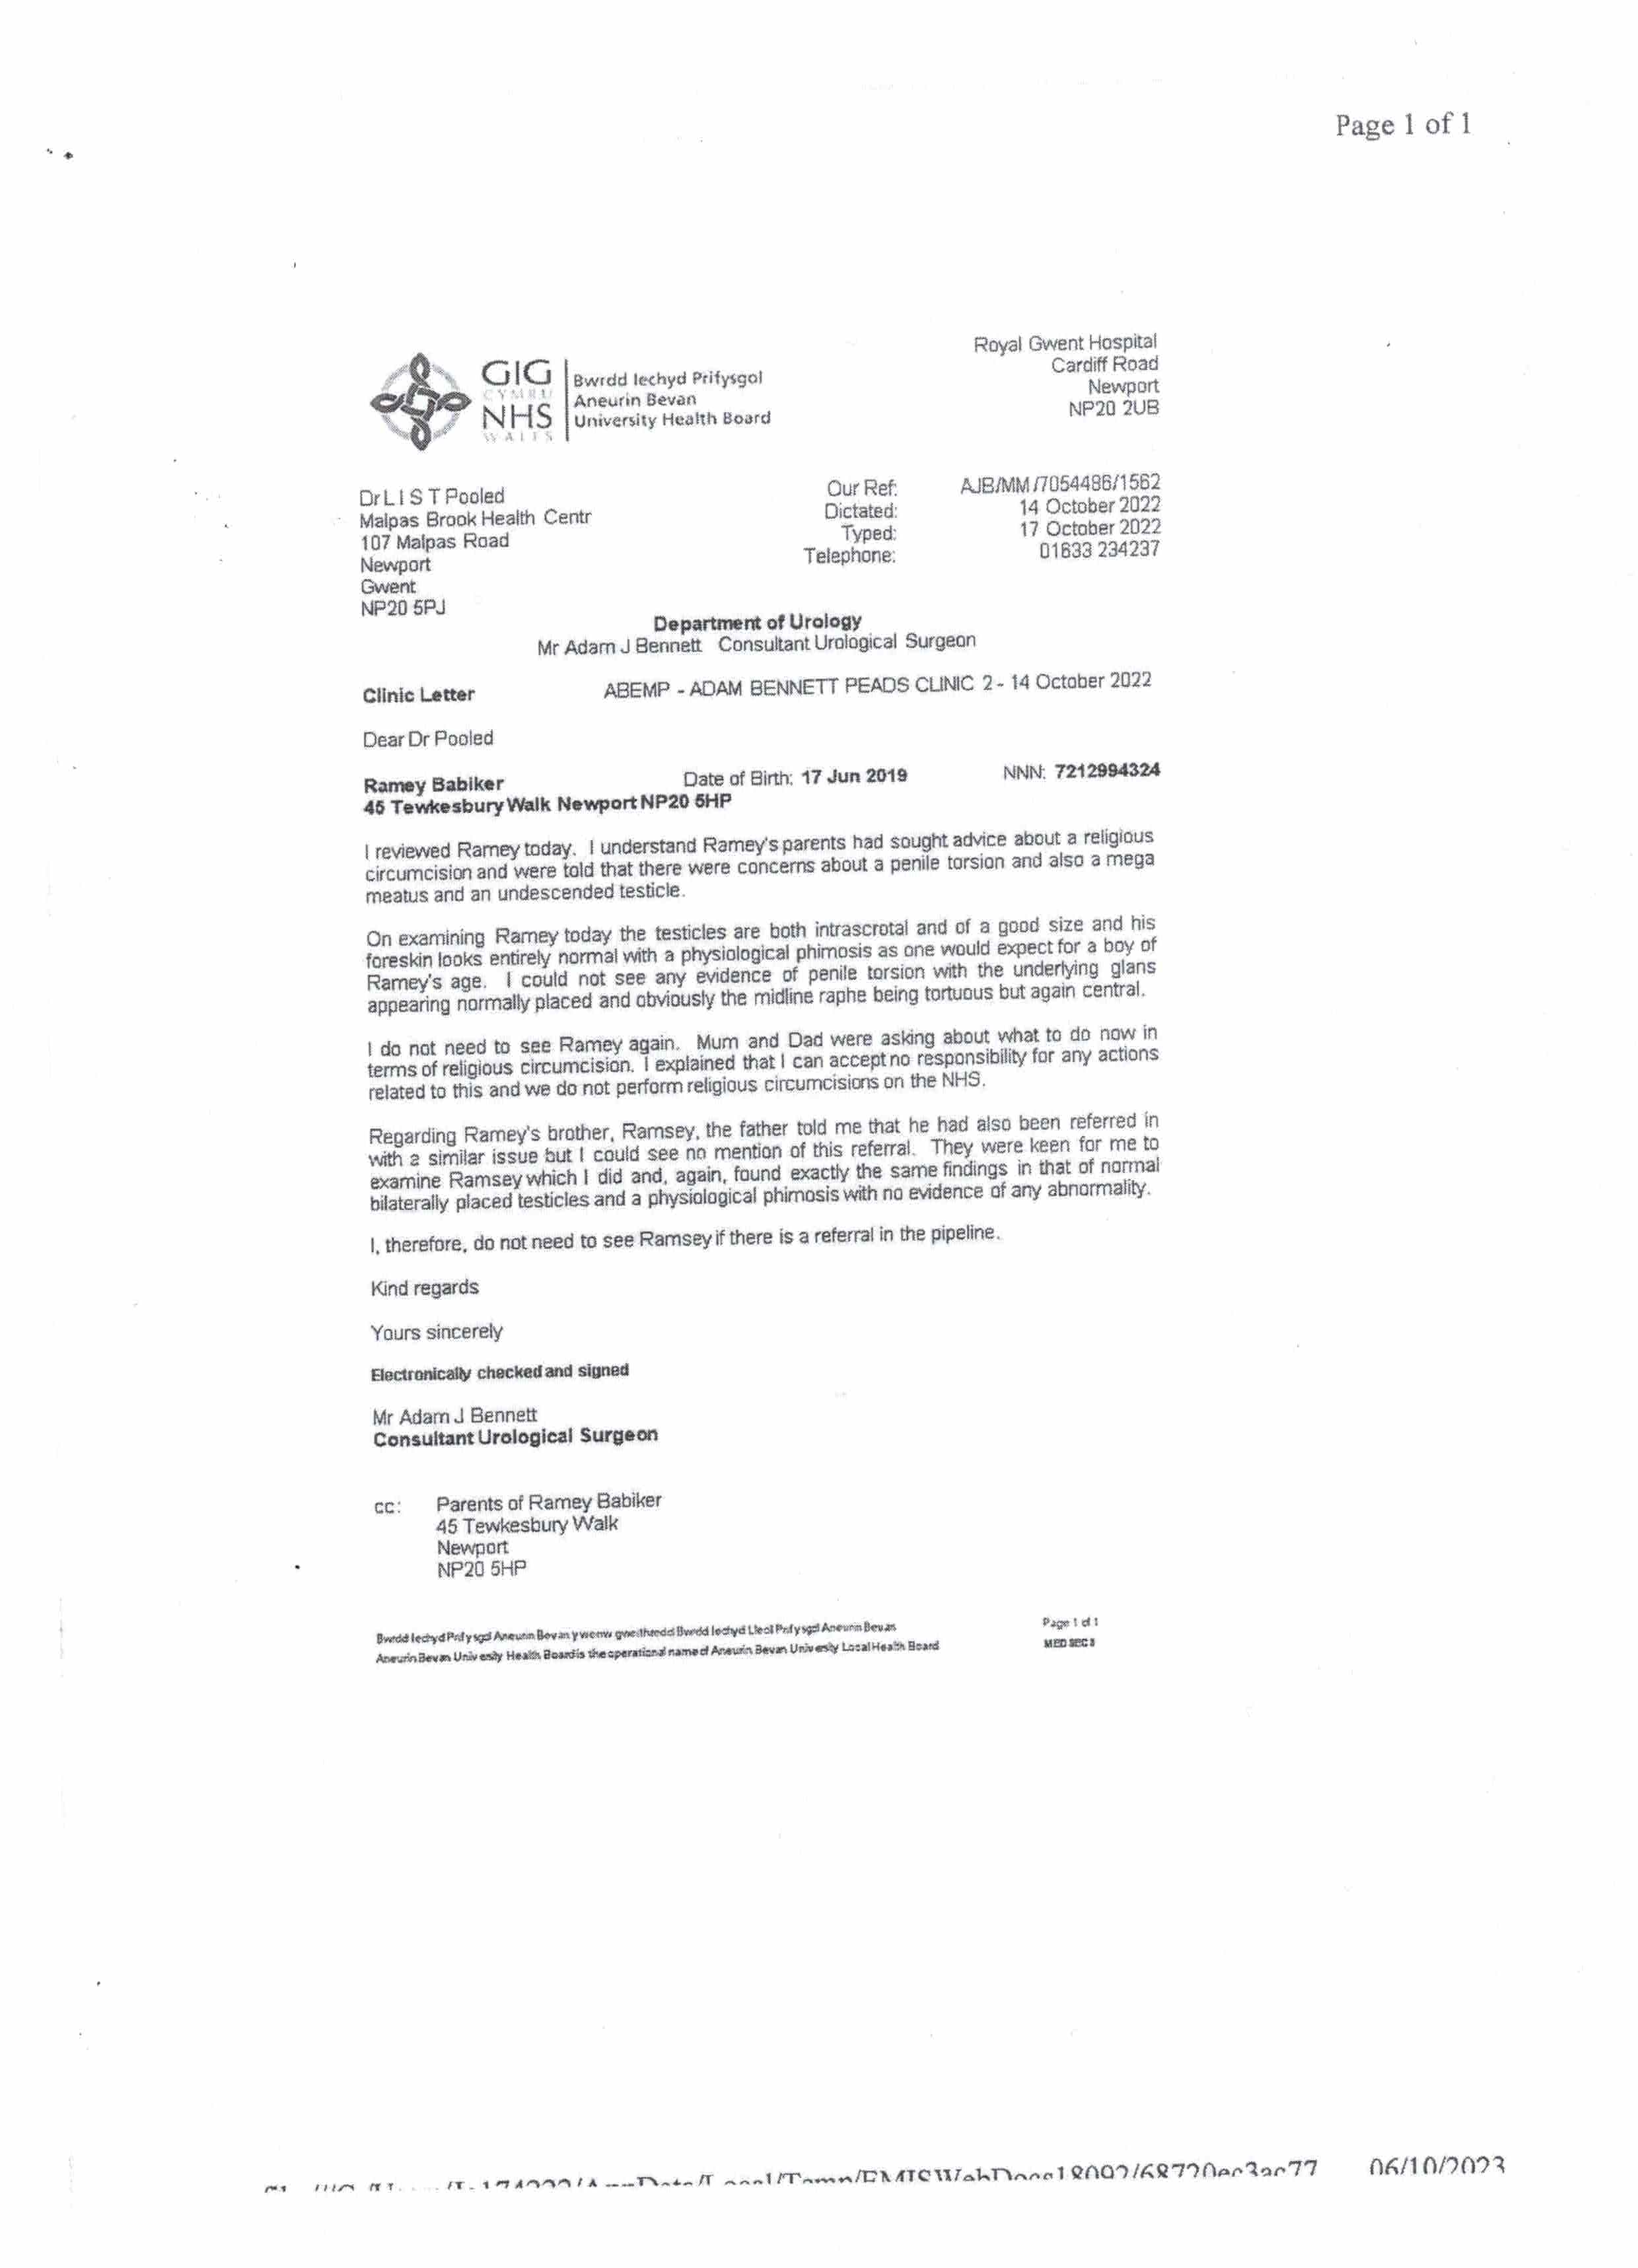 Page 1 of 1
GIG
CYMRU
NHS
WALES
Bwrdd Iechyd Prifysgol
Aneurin Bevan
University Health Board
Royal Gwent Hospital
Cardiff Road
Newport
NP20 2UB
Dr L I S T Pooled
Malpas Brook Health Centr
107 Malpas Road
Newport
Gwent
NP20 5PJ
Our Ref: AJB/MM/7054486/1562
Dictated: 14 October 2022
Typed: 17 October 2022
Telephone: 01633 234237
Department of Urology
Mr Adam J Bennett Consultant Urological Surgeon
Clinic Letter ABEMP - ADAM BENNETT PEADS CLINIC 2 - 14 October 2022
Dear Dr Pooled
Ramey Babiker Date of Birth: 17 Jun 2019 NNN: 7212994324
45 Tewkesbury Walk Newport NP20 5HP
I reviewed Ramey today. I understand Ramey's parents had sought advice about a religious
circumcision and were told that there were concerns about a penile torsion and also a mega
meatus and an undescended testicle.
On examining Ramey today the testicles are both intrascrotal and of a good size and his
foreskin looks entirely normal with a physiological phimosis as one would expect for a boy of
Ramey's age. I could not see any evidence of penile torsion with the underlying glans
appearing normally placed and obviously the midline raphe being tortuous but again central.
I do not need to see Ramey again. Mum and Dad were asking about what to do now in
terms of religious circumcision. I explained that I can accept no responsibility for any actions
related to this and we do not perform religious circumcisions on the NHS.
Regarding Ramey's brother, Ramsey, the father told me that he had also been referred in
with a similar issue but I could see no mention of this referral. They were keen for me to
examine Ramsey which I did and, again, found exactly the same findings in that of normal
bilaterally placed testicles and a physiological phimosis with no evidence of any abnormality.
I, therefore, do not need to see Ramsey if there is a referral in the pipeline.
Kind regards
Yours sincerely
Electronically checked and signed
Mr Adam J Bennett
Consultant Urological Surgeon
cc: Parents of Ramey Babiker
45 Tewkesbury Walk
Newport
NP20 5HP
Bwrdd Iechyd Prifysgol Aneurin Bevan yw enw gweithredol Bwrdd Iechyd Lleol Prifysgol Aneurin Bevan
Aneurin Bevan University Health Board is the operational name of Aneurin Bevan University Local Health Board
Page 1 of 1
MED SEC 3
06/10/2023